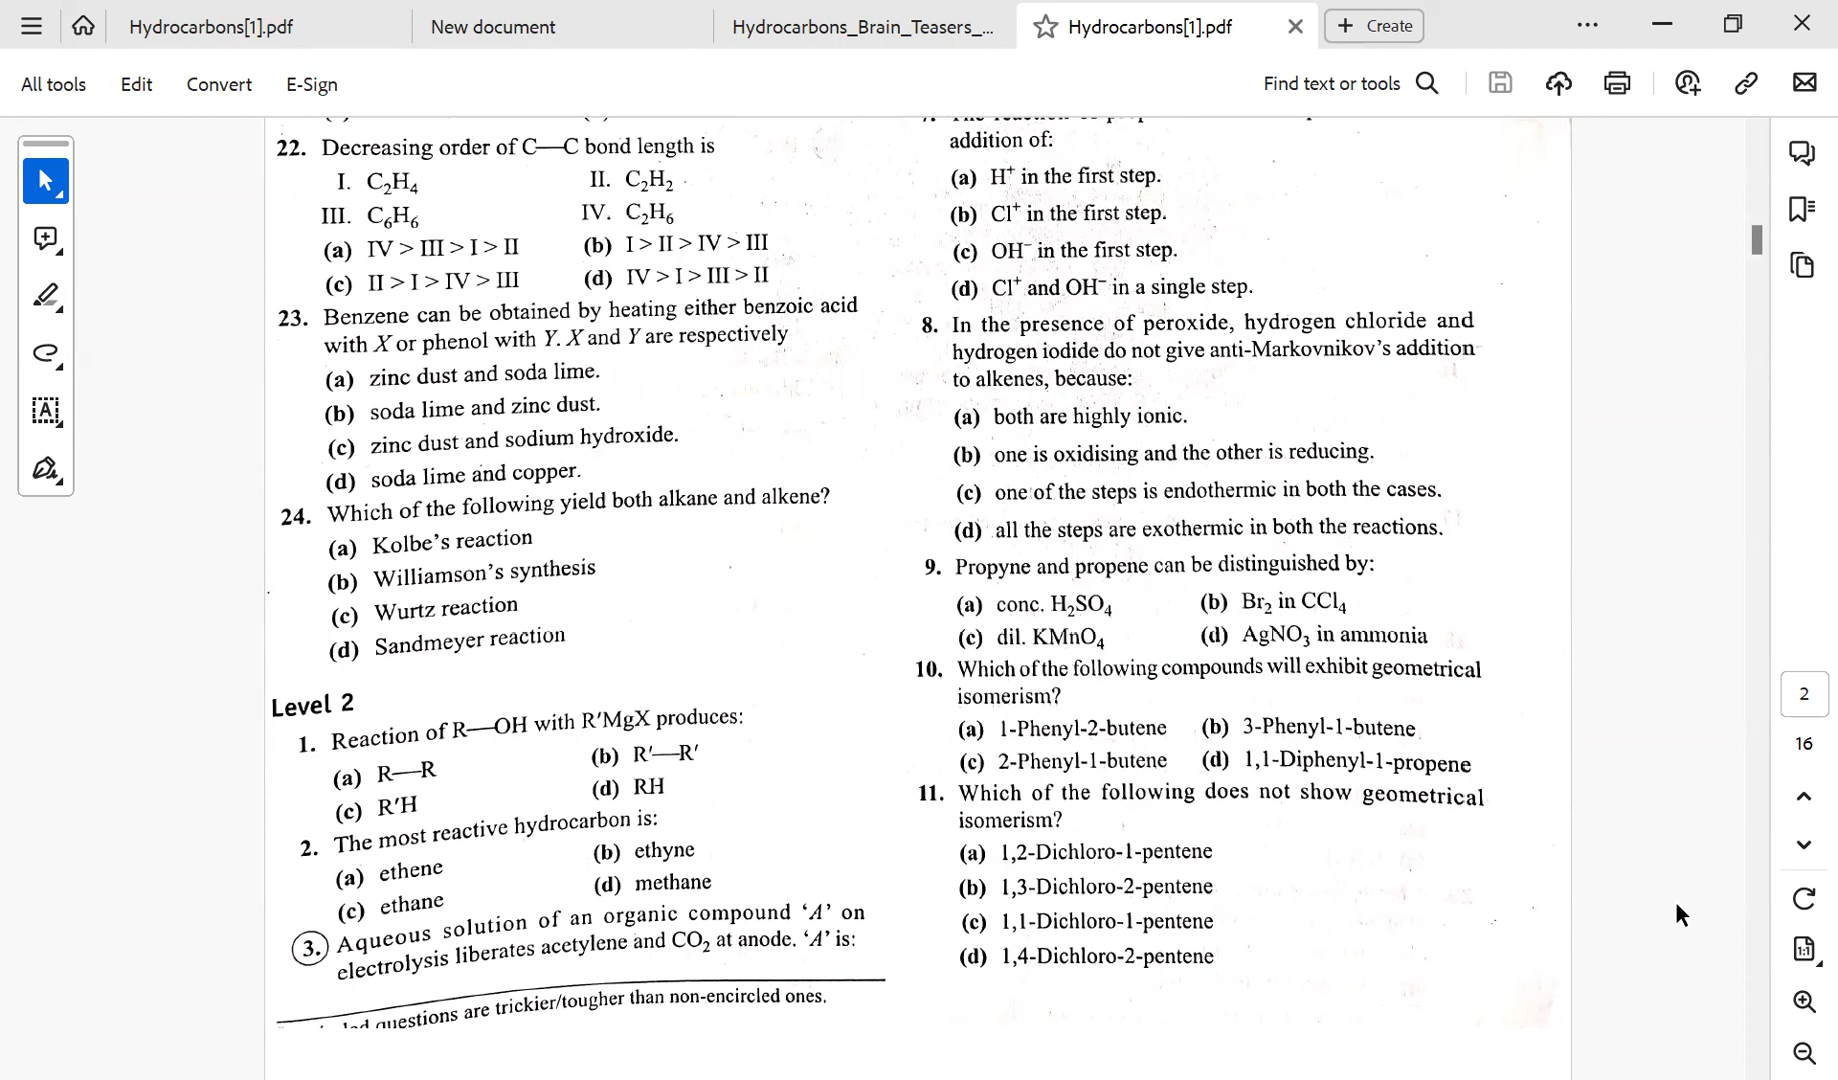 Hydrocarbons[1].pdf
New document
Hydrocarbons_Brain_Teasers_...
Hydrocarbons[1].pdf
Create
All tools
Edit
Convert
E-Sign
Find text or tools
22. Decreasing order of C—C bond length is
I. C₂H₄ II. C₂H₂
III. C₆H₆ IV. C₂H₆
(a) IV > III > I > II (b) I > II > IV > III
(c) II > I > IV > III (d) IV > I > III > II
23. Benzene can be obtained by heating either benzoic acid
with X or phenol with Y. X and Y are respectively
(a) zinc dust and soda lime.
(b) soda lime and zinc dust.
(c) zinc dust and sodium hydroxide.
(d) soda lime and copper.
24. Which of the following yield both alkane and alkene?
(a) Kolbe's reaction
(b) Williamson's synthesis
(c) Wurtz reaction
(d) Sandmeyer reaction
Level 2
1. Reaction of R—OH with R′MgX produces:
(a) R—R (b) R′—R′
(c) R′H (d) RH
2. The most reactive hydrocarbon is:
(a) ethene (b) ethyne
(c) ethane (d) methane
3. Aqueous solution of an organic compound 'A' on
electrolysis liberates acetylene and CO₂ at anode. 'A' is:
questions are trickier/tougher than non-encircled ones.
addition of:
(a) H⁺ in the first step.
(b) Cl⁺ in the first step.
(c) OH⁻ in the first step.
(d) Cl⁺ and OH⁻ in a single step.
8. In the presence of peroxide, hydrogen chloride and
hydrogen iodide do not give anti-Markovnikov's addition
to alkenes, because:
(a) both are highly ionic.
(b) one is oxidising and the other is reducing.
(c) one of the steps is endothermic in both the cases.
(d) all the steps are exothermic in both the reactions.
9. Propyne and propene can be distinguished by:
(a) conc. H₂SO₄ (b) Br₂ in CCl₄
(c) dil. KMnO₄ (d) AgNO₃ in ammonia
10. Which of the following compounds will exhibit geometrical
isomerism?
(a) 1-Phenyl-2-butene (b) 3-Phenyl-1-butene
(c) 2-Phenyl-1-butene (d) 1,1-Diphenyl-1-propene
11. Which of the following does not show geometrical
isomerism?
(a) 1,2-Dichloro-1-pentene
(b) 1,3-Dichloro-2-pentene
(c) 1,1-Dichloro-1-pentene
(d) 1,4-Dichloro-2-pentene
2
16